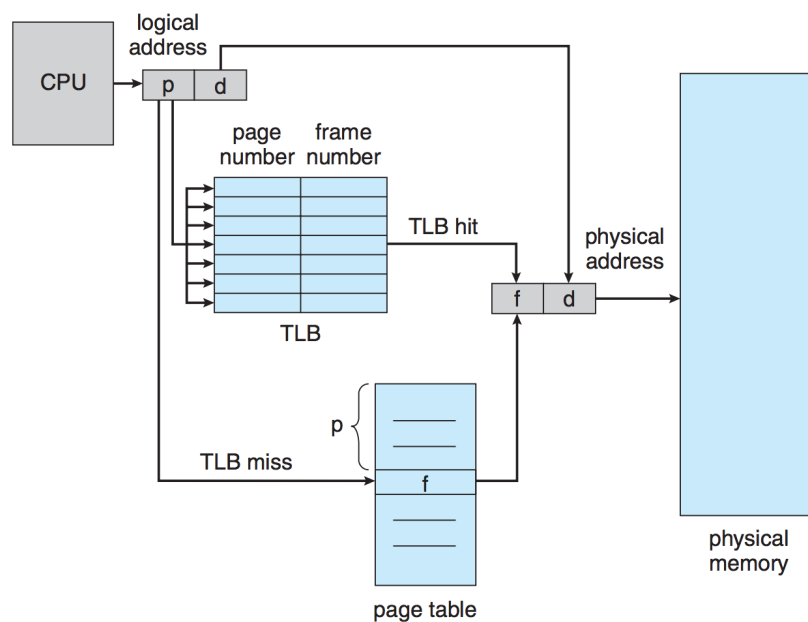 logical
address
CPU
p
d
page
number
frame
number
TLB hit
physical
address
f
d
TLB
p
TLB miss
f
page table
physical
memory